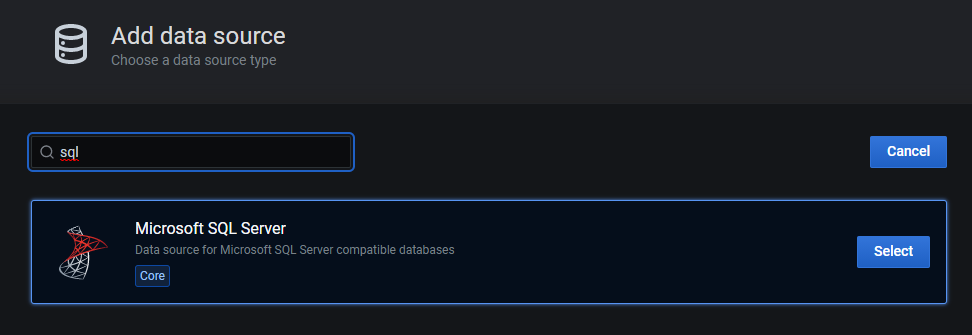 Add data source
Choose a data source type
sql
Cancel
Microsoft SQL Server
Data source for Microsoft SQL Server compatible databases
Core
Select